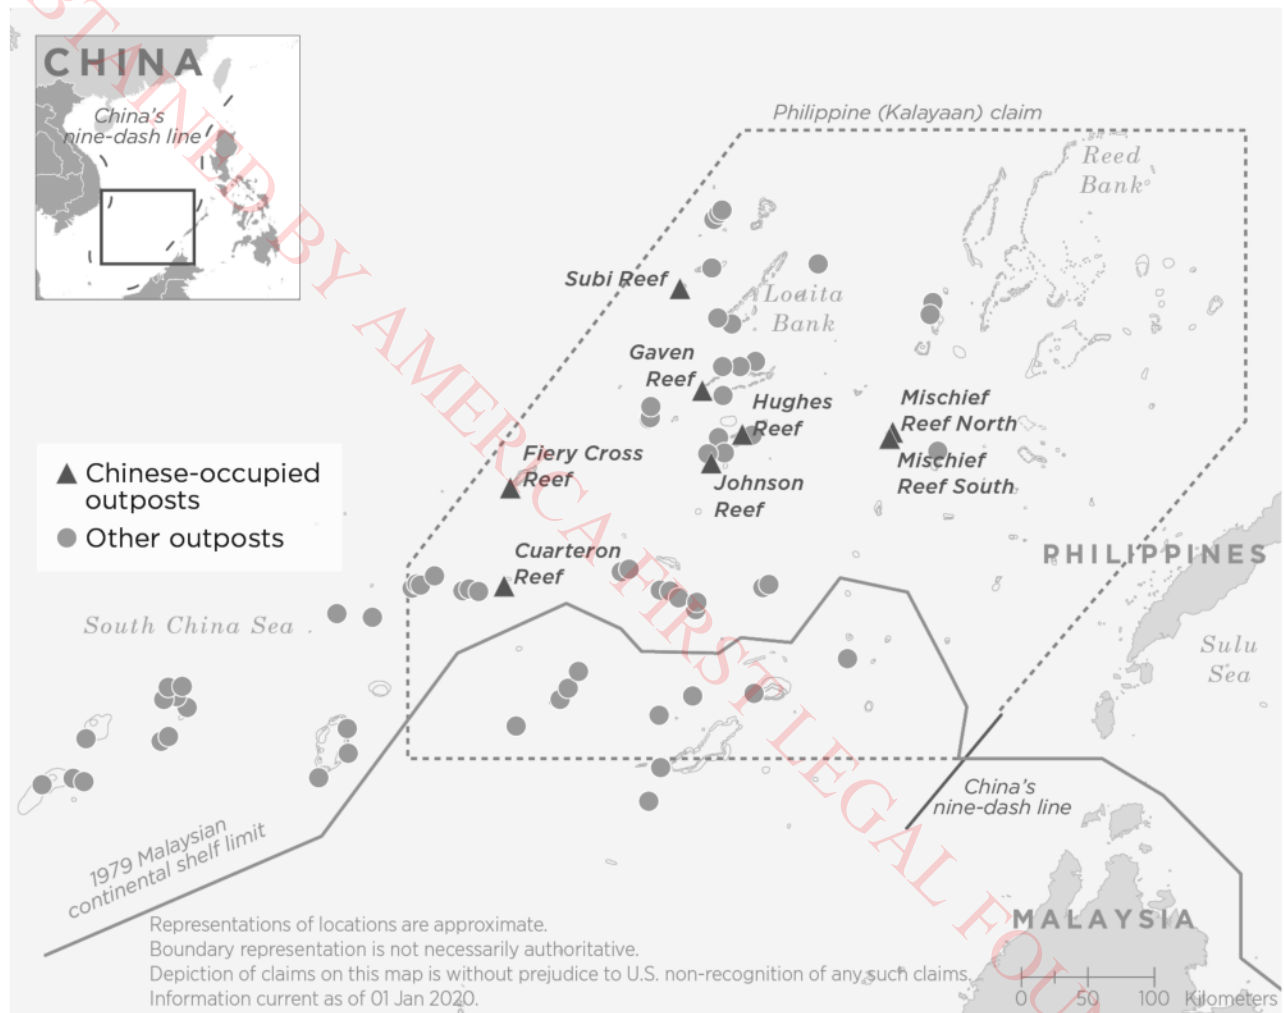 CHINA
China's
nine-dash line
Philippine (Kalayaan) claim
Reed
Bank
Subi Reef
Loaita
Bank
Gaven
Reef
Hughes
Reef
Mischief
Reef North
Mischief
Reef South
Fiery Cross
Reef
Johnson
Reef
Chinese-occupied
outposts
Other outposts
Cuarteron
Reef
PHILIPPINES
South China Sea
Sulu
Sea
China's
nine-dash line
1979 Malaysian
continental shelf limit
MALAYSIA
Representations of locations are approximate.
Boundary representation is not necessarily authoritative.
Depiction of claims on this map is without prejudice to U.S. non-recognition of any such claims.
Information current as of 01 Jan 2020.
0 50 100 Kilometers
BTAINED BY AMERICA FIRST LEGAL FOUN